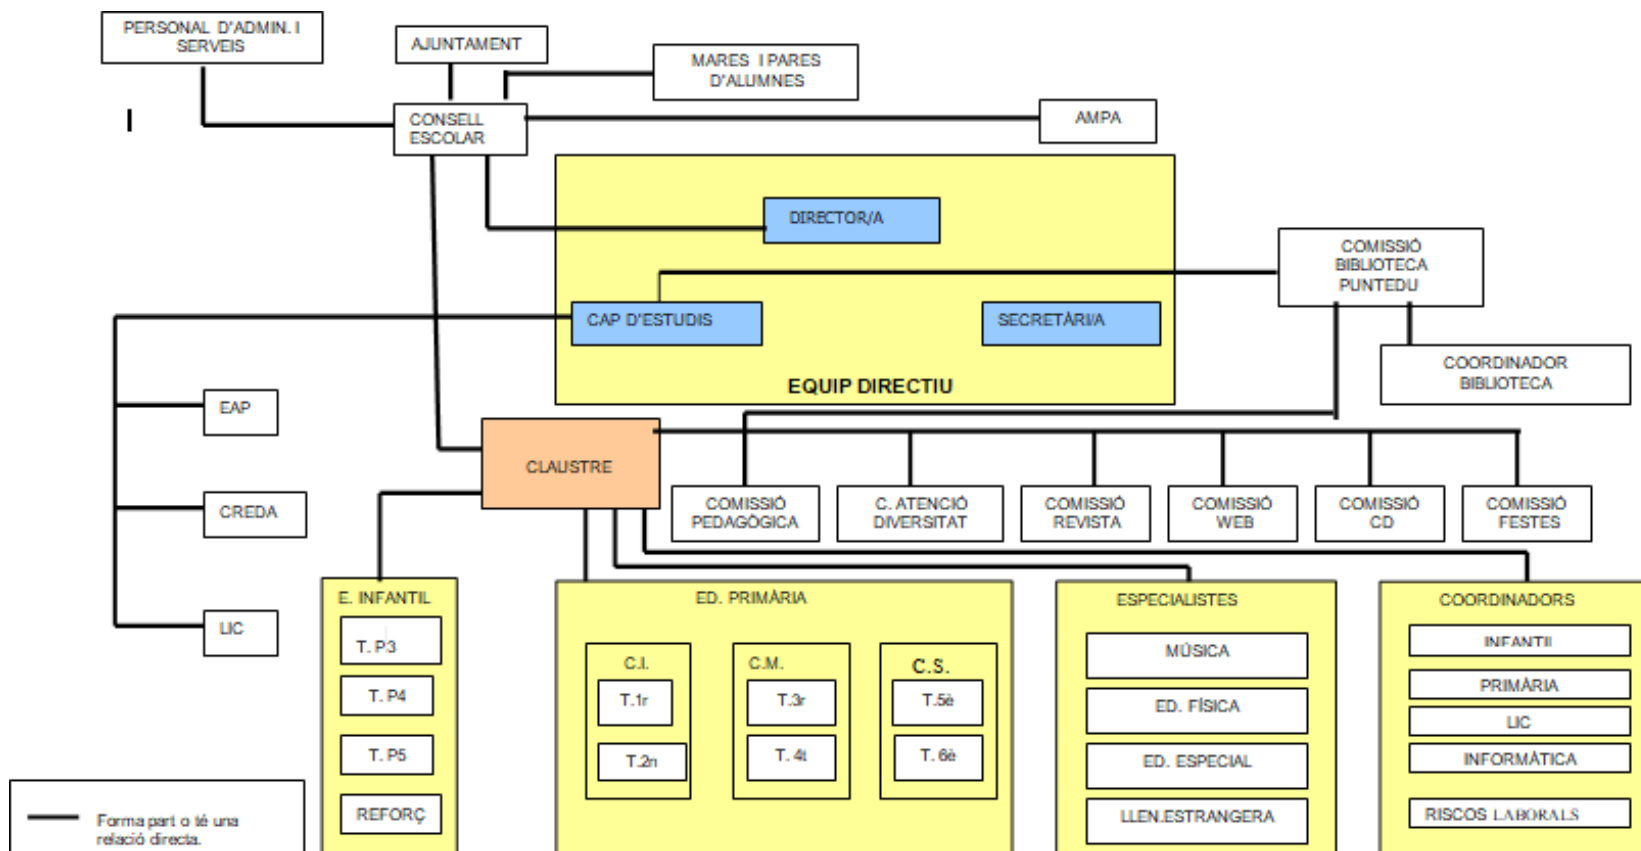 PERSONAL D'ADMIN. I
SERVEIS
AJUNTAMENT
MARES I PARES
D'ALUMNES
CONSELL
ESCOLAR
AMPA
DIRECTOR/A
COMISSIÓ
BIBLIOTECA
PUNTEDU
CAP D'ESTUDIS
SECRETÀRI/A
COORDINADOR
BIBLIOTECA
EQUIP DIRECTIU
EAP
CLAUSTRE
COMISSIÓ
PEDAGÒGICA
C. ATENCIÓ
DIVERSITAT
COMISSIÓ
REVISTA
COMISSIÓ
WEB
COMISSIÓ
CD
COMISSIÓ
FESTES
CREDA
LIC
E. INFANTIL
T. P3
T. P4
T. P5
REFORÇ
ED. PRIMÀRIA
C.I.
T.1r
T.2n
C.M.
T.3r
T. 4t
C.S.
T.5è
T. 6è
ESPECIALISTES
MÚSICA
ED. FÍSICA
ED. ESPECIAL
LLEN.ESTRANGERA
COORDINADORS
INFANTIL
PRIMÀRIA
LIC
INFORMÀTICA
RISCOS LABORALS
Forma part o té una
relació directa.